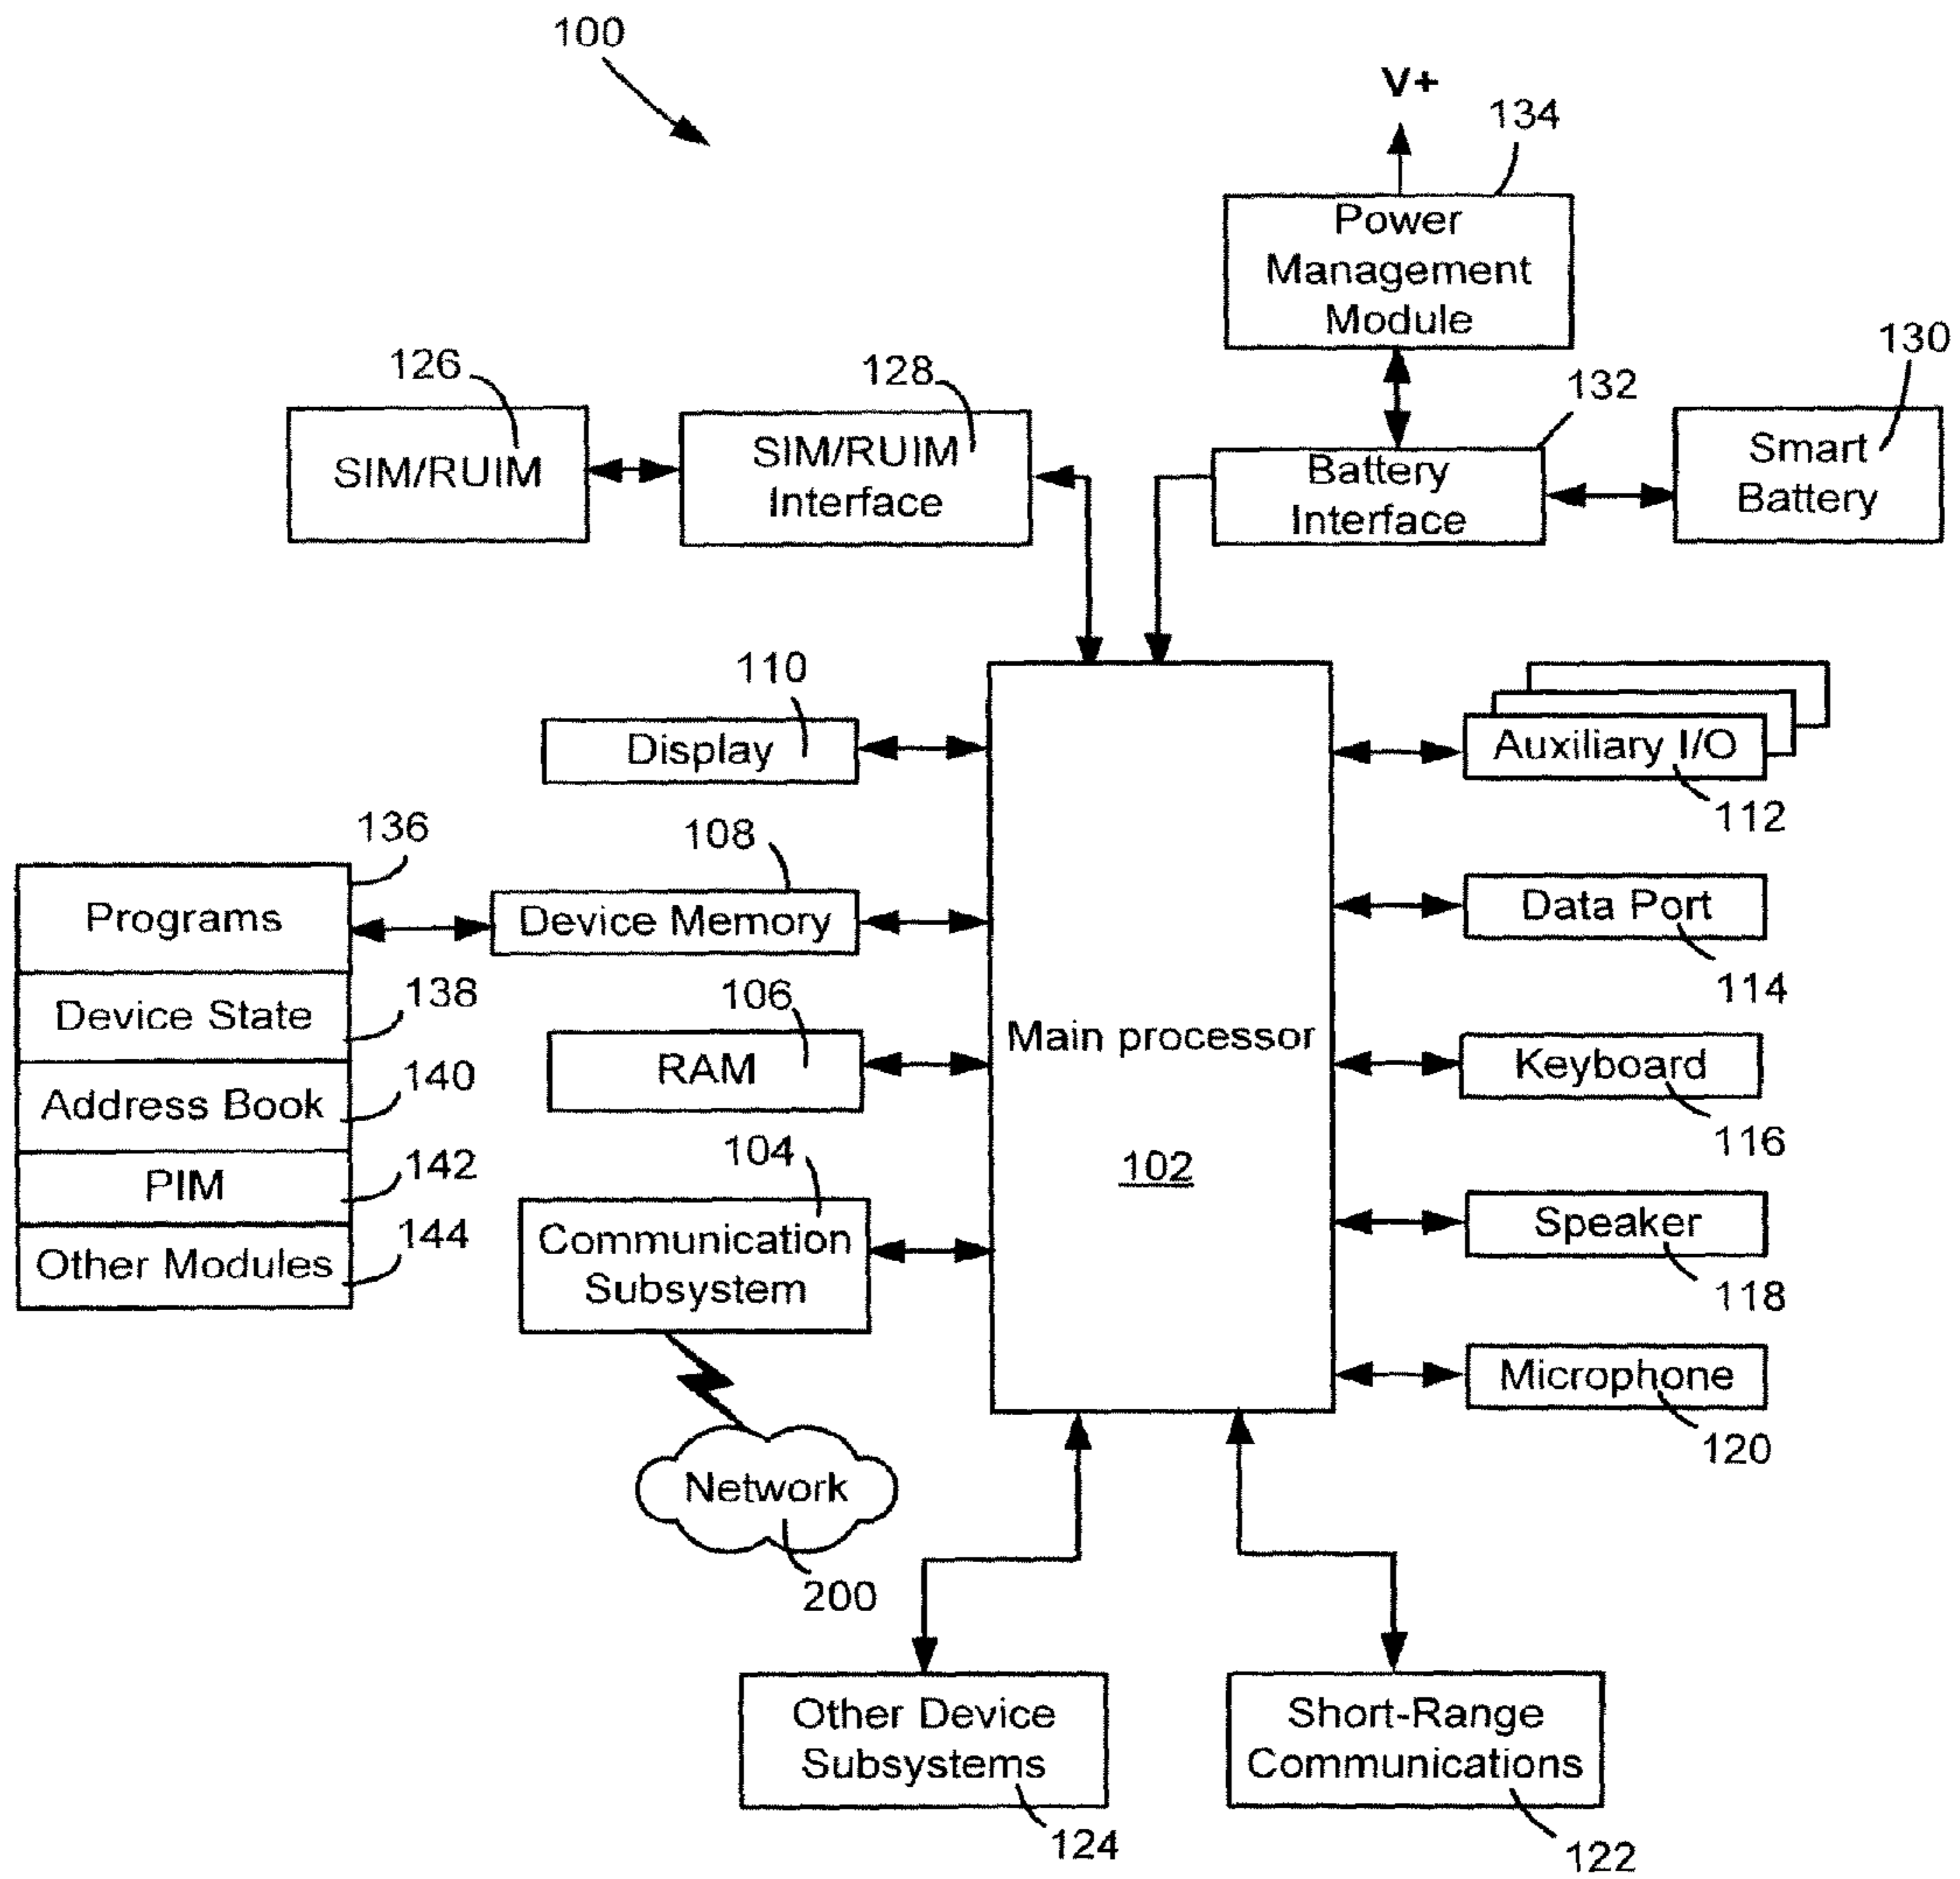 100
V+
134
Power
Management
Module
130
126
128
132
SIM/RUIM
SIM/RUIM
Interface
Battery
Interface
Smart
Battery
110
Display
Auxiliary I/O
112
136
108
Programs
Device Memory
Data Port
114
Device State
138
106
RAM
Main processor
102
Keyboard
116
Address Book
140
104
PIM
142
Communication
Subsystem
Speaker
118
Other Modules
144
Microphone
120
Network
200
Other Device
Subsystems
124
Short-Range
Communications
122